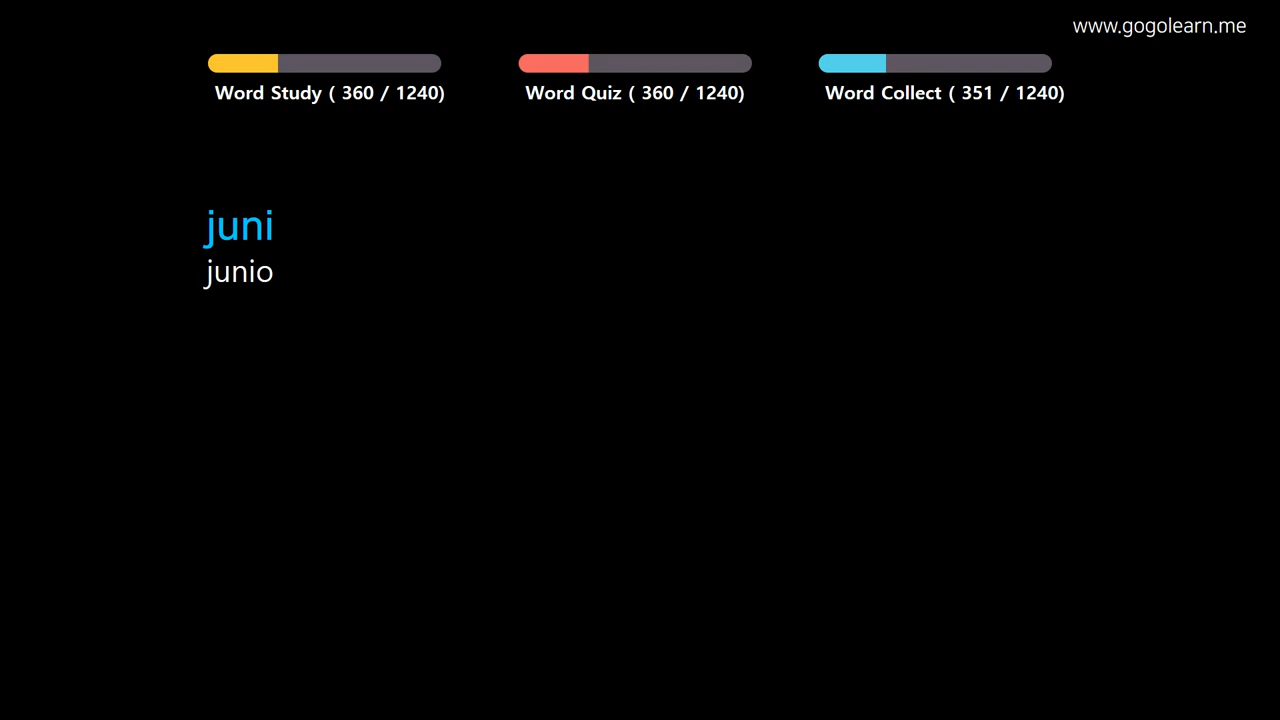 www.gogolearn.me
Word Study ( 360 / 1240)
Word Quiz ( 360 / 1240)
Word Collect ( 351 / 1240)
juni
junio